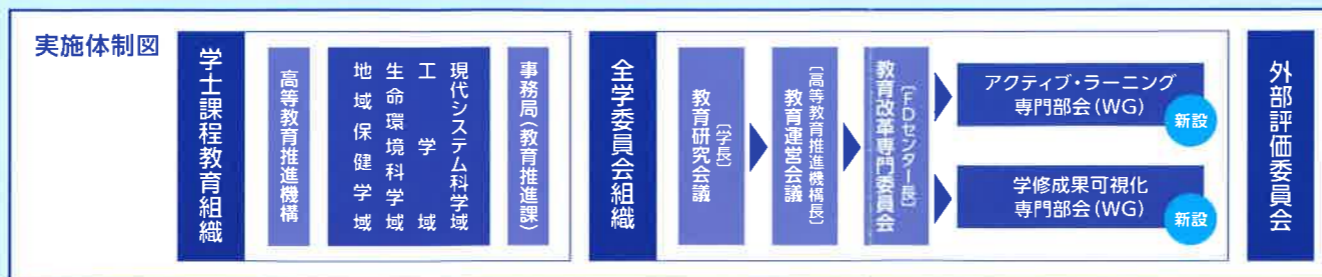 実施体制図
学士課程教育組織
高等教育推進機構
現代システム科学域
工学域
生命環境科学域
地域保健学域
事務局(教育推進課)
全学委員会組織
[学長]
教育研究会議
[高等教育推進機構長]
教育運営会議
[FDセンター長]
教育改革専門委員会
アクティブ・ラーニング
専門部会(WG)
新設
学修成果可視化
専門部会(WG)
新設
外部評価委員会